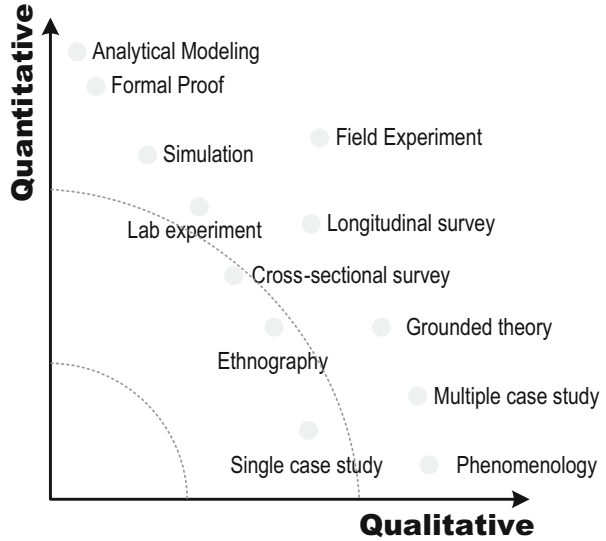 Quantitative
Analytical Modeling
Formal Proof
Field Experiment
Simulation
Lab experiment
Longitudinal survey
Cross-sectional survey
Grounded theory
Ethnography
Multiple case study
Single case study
Phenomenology
Qualitative